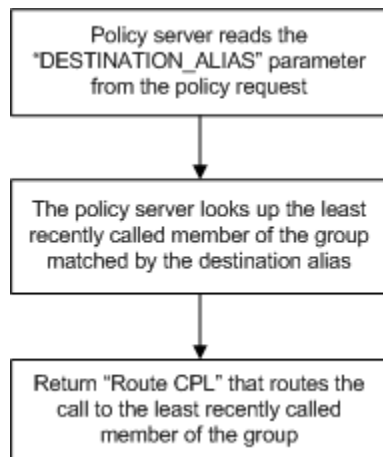 Policy server reads the
“DESTINATION_ALIAS” parameter
from the policy request
The policy server looks up the least
recently called member of the group
matched by the destination alias
Return “Route CPL” that routes the
call to the least recently called
member of the group